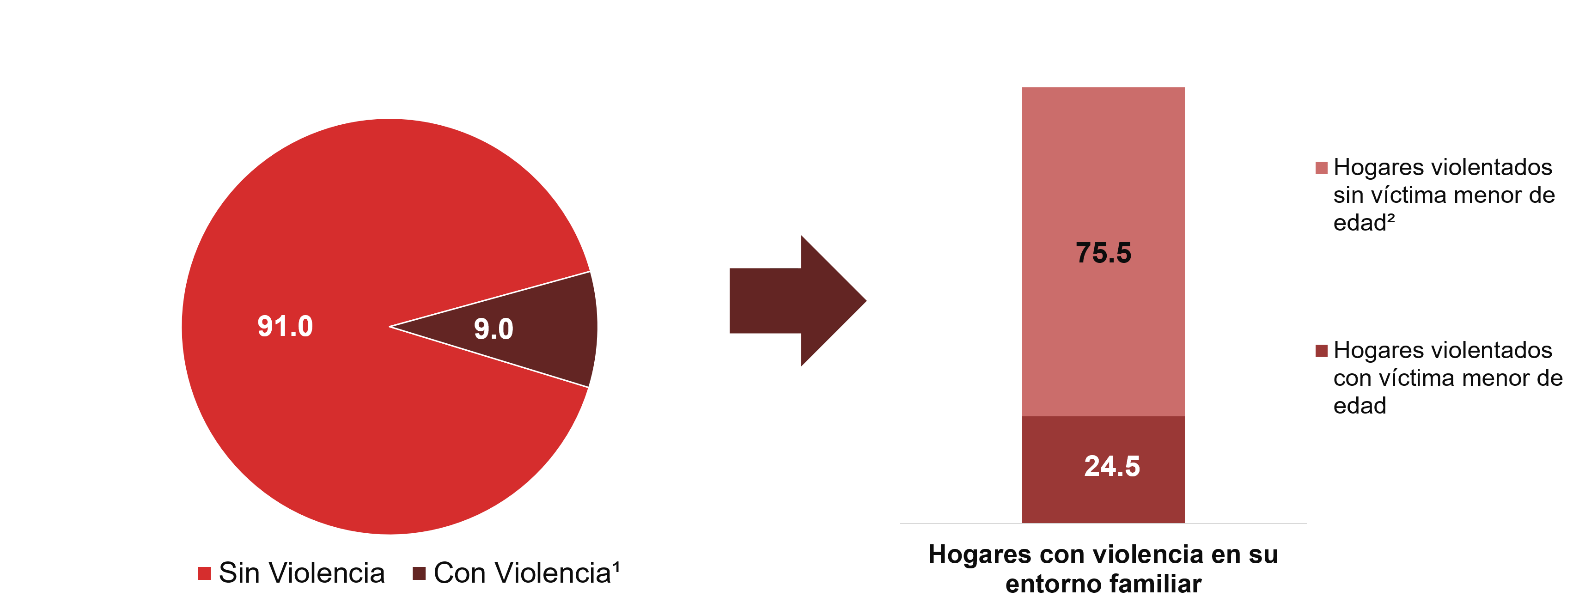 91.0
9.0
Sin Violencia
Con Violencia¹
75.5
24.5
Hogares con violencia en su
entorno familiar
Hogares violentados
sin víctima menor de
edad²
Hogares violentados
con víctima menor de
edad